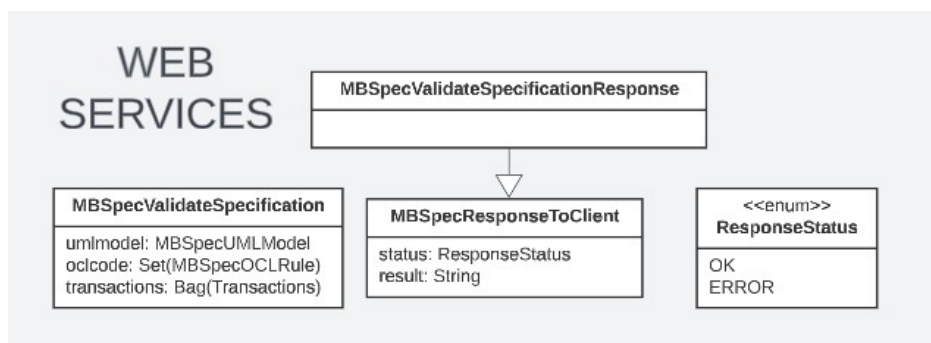 WEB
SERVICES
MBSpecValidateSpecificationResponse
MBSpecValidateSpecification
umlmodel: MBSpecUMLModel
oclcode: Set(MBSpecOCLRule)
transactions: Bag(Transactions)
MBSpecResponseToClient
status: ResponseStatus
result: String
<<enum>>
ResponseStatus
OK
ERROR